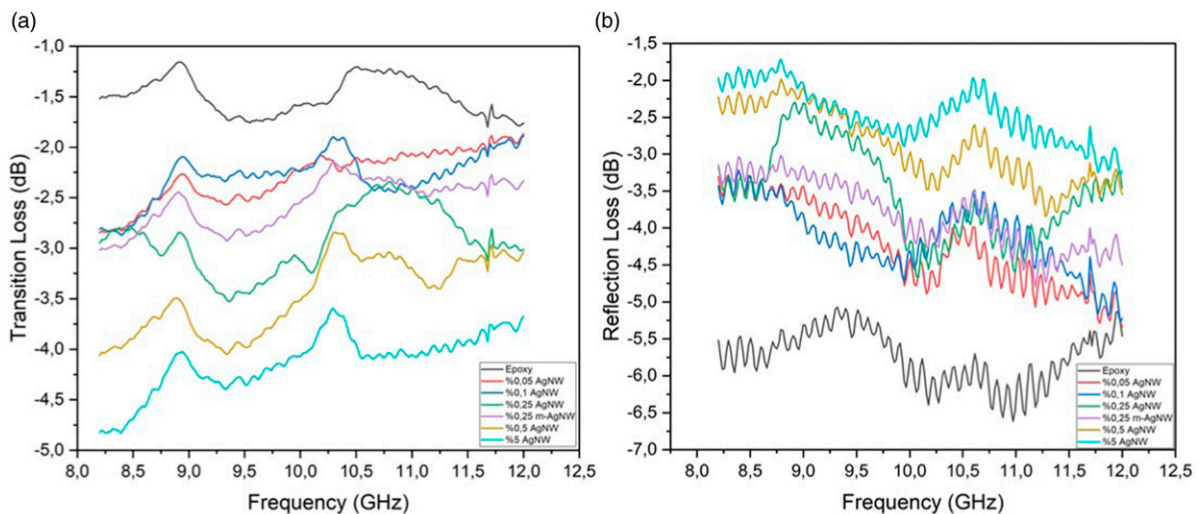 (a)
-1,0
-1,5
-2,0
-2,5
-3,0
-3,5
-4,0
-4,5
-5,0
Transition Loss (dB)
8,0 8,5 9,0 9,5 10,0 10,5 11,0 11,5 12,0 12,5
Frequency (GHz)
Epoxy
%0,05 AgNW
%0,1 AgNW
%0,25 AgNW
%0,25 m-AgNW
%0,5 AgNW
%5 AgNW
(b)
-1,5
-2,0
-2,5
-3,0
-3,5
-4,0
-4,5
-5,0
-5,5
-6,0
-6,5
-7,0
Reflection Loss (dB)
8,0 8,5 9,0 9,5 10,0 10,5 11,0 11,5 12,0 12,5
Frequency (GHz)
Epoxy
%0,05 AgNW
%0,1 AgNW
%0,25 AgNW
%0,25 m-AgNW
%0,5 AgNW
%5 AgNW